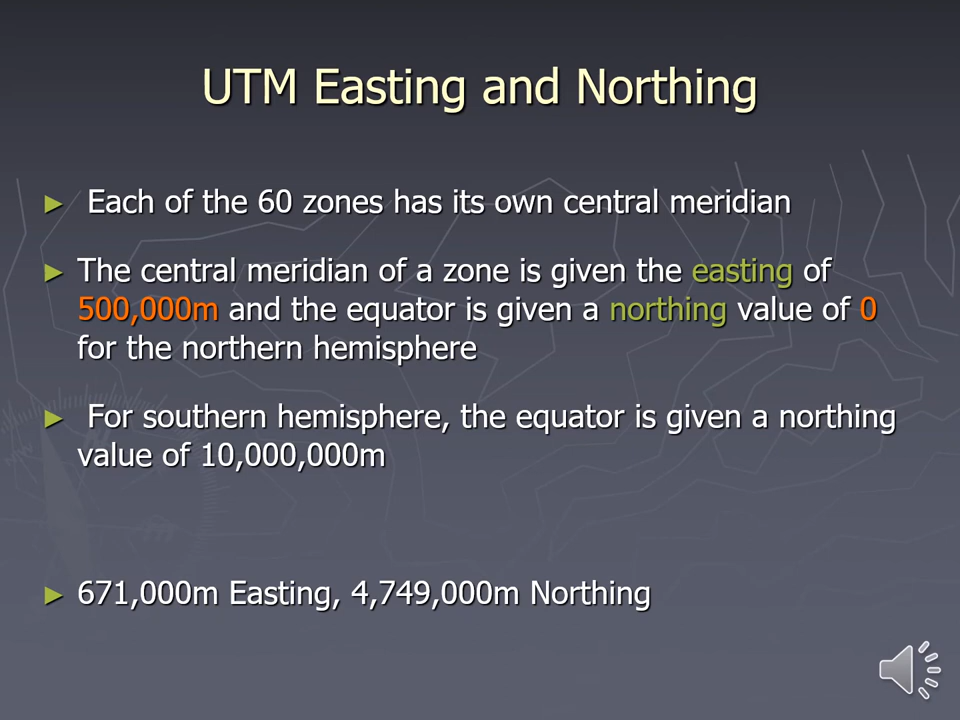 UTM Easting and Northing
► Each of the 60 zones has its own central meridian
► The central meridian of a zone is given the easting of
500,000m and the equator is given a northing value of 0
for the northern hemisphere
► For southern hemisphere, the equator is given a northing
value of 10,000,000m
► 671,000m Easting, 4,749,000m Northing